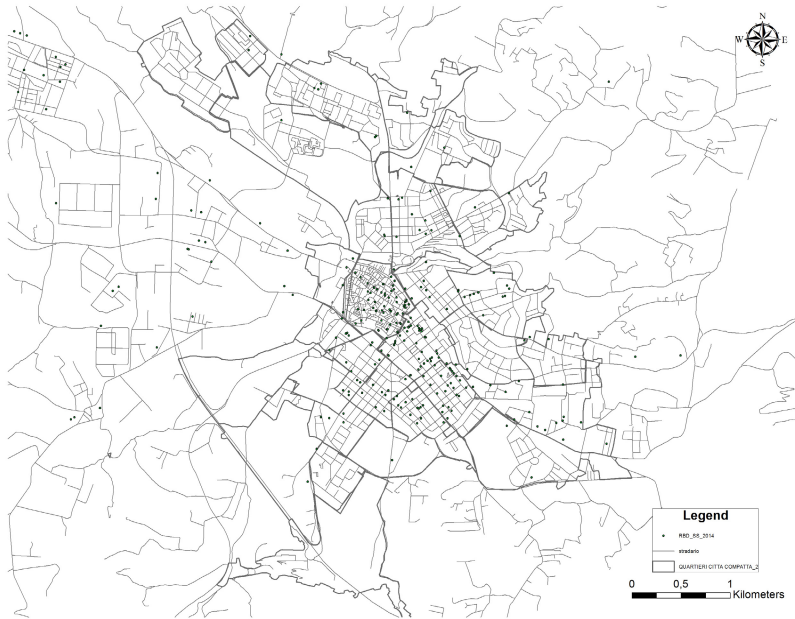 N
W E
S
Legend
RBD_SS_2014
stradario
QUARTIERI CITTA COMPATTA_2
0 0,5 1
Kilometers